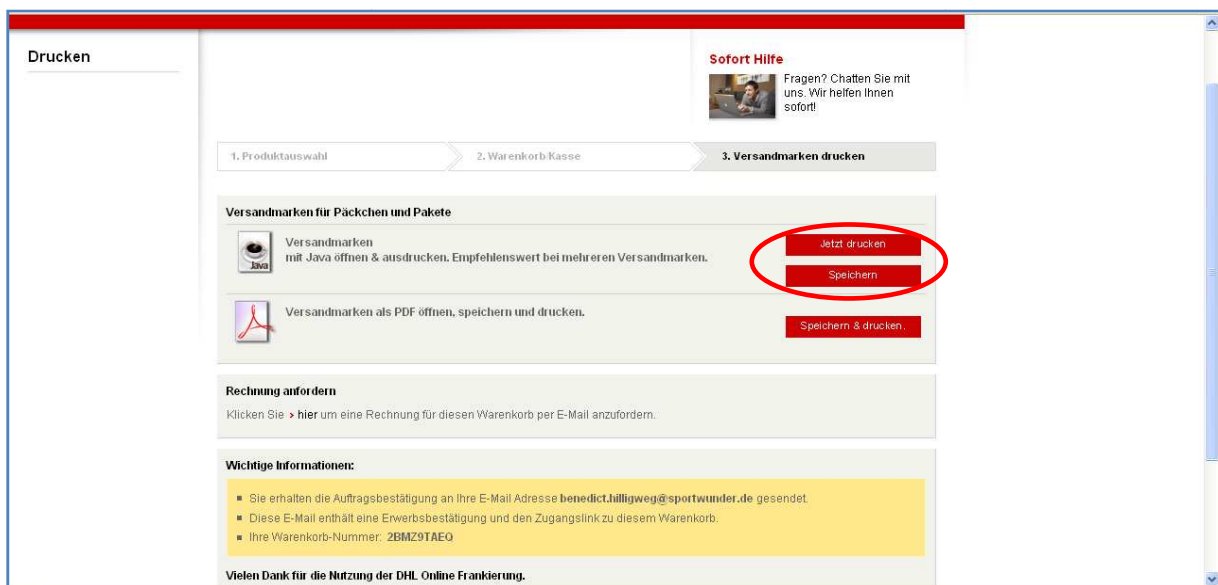 Drucken
Sofort Hilfe
Fragen? Chatten Sie mit
uns. Wir helfen Ihnen
sofort!
1. Produktauswahl
2. Warenkorb/Kasse
3. Versandmarken drucken
Versandmarken für Päckchen und Pakete
Versandmarken
mit Java öffnen & ausdrucken. Empfehlenswert bei mehreren Versandmarken.
Java
Jetzt drucken
Speichern
Versandmarken als PDF öffnen, speichern und drucken.
Speichern & drucken.
Rechnung anfordern
Klicken Sie › hier um eine Rechnung für diesen Warenkorb per E-Mail anzufordern.
Wichtige Informationen:
Sie erhalten die Auftragsbestätigung an Ihre E-Mail Adresse benedict.hilligweg@sportwunder.de gesendet.
Diese E-Mail enthält eine Erwerbsbestätigung und den Zugangslink zu diesem Warenkorb.
Ihre Warenkorb-Nummer: 2BMZ9TAEQ
Vielen Dank für die Nutzung der DHL Online Frankierung.